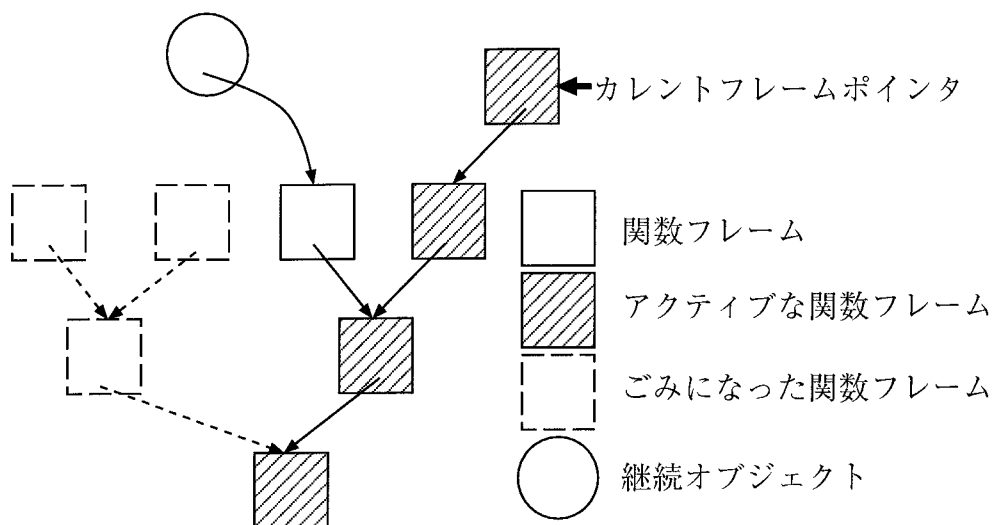 カレントフレームポインタ
関数フレーム
アクティブな関数フレーム
ごみになった関数フレーム
継続オブジェクト